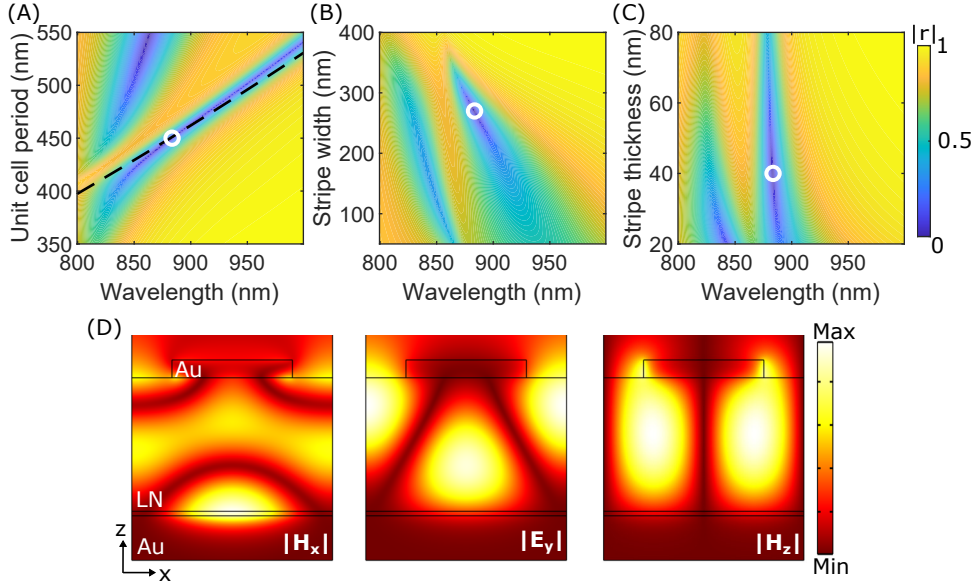 (A)
Unit cell period (nm)
550
500
450
400
350
800
850
900
950
Wavelength (nm)
(B)
Stripe width (nm)
400
300
200
100
800
850
900
950
Wavelength (nm)
(C)
Stripe thickness (nm)
80
60
40
20
800
850
900
950
Wavelength (nm)
|r|
1
0.5
0
(D)
Au
LN
Au
z
x
|Hx|
|Ey|
|Hz|
Max
Min